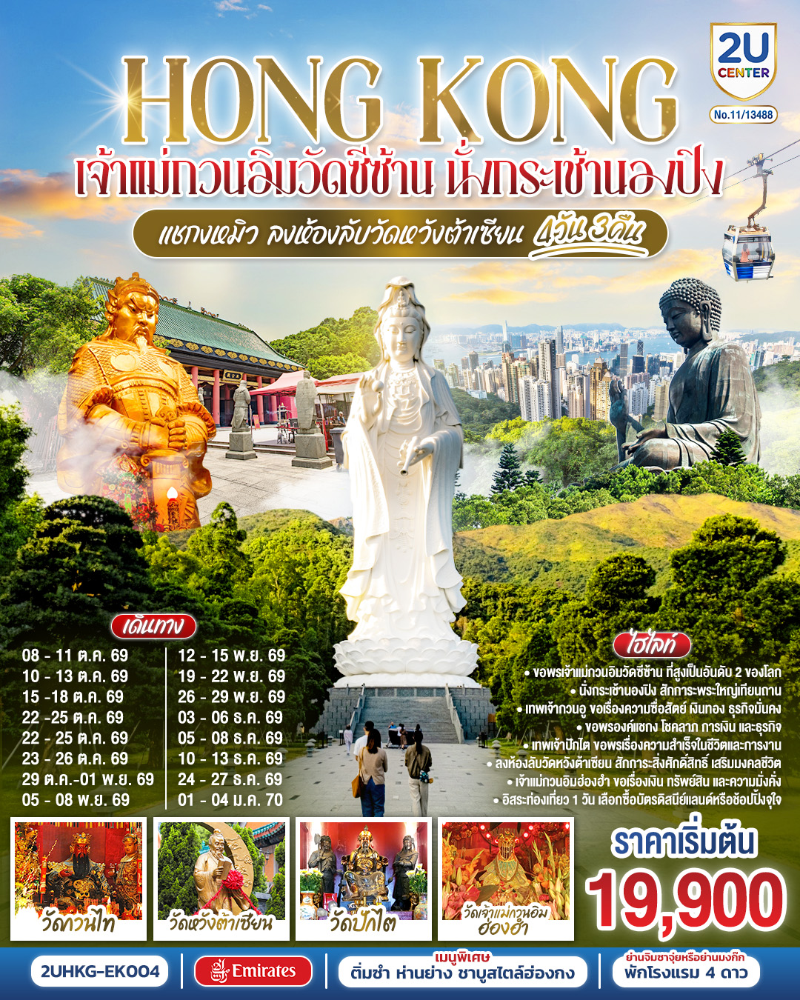 2U
CENTER
No.11/13488
HONG KONG
เจ้าแม่กวนอิมวัดซีซ้าน นั่งกระเช้านองปิง
แชกงหมิว ลงห้องลับวัดหวังต้าเซียน 4วัน 3คืน
เดินทาง
08 - 11 ต.ค. 69
10 - 13 ต.ค. 69
15 -18 ต.ค. 69
22 -25 ต.ค. 69
22 - 25 ต.ค. 69
23 - 26 ต.ค. 69
29 ต.ค.-01 พ.ย. 69
05 - 08 พ.ย. 69
12 - 15 พ.ย. 69
19 - 22 พ.ย. 69
26 - 29 พ.ย. 69
03 - 06 ธ.ค. 69
05 - 08 ธ.ค. 69
10 - 13 ธ.ค. 69
24 - 27 ธ.ค. 69
01 - 04 ม.ค. 70
ไฮไลท์
• ขอพรเจ้าแม่กวนอิมวัดซีซ้าน ที่สูงเป็นอันดับ 2 ของโลก
• นั่งกระเช้านองปิง สักการะพระใหญ่เทียนถาน
• เทพเจ้ากวนอู ขอเรื่องความซื่อสัตย์ เงินทอง ธุรกิจมั่นคง
• ขอพรองค์แชกง โชคลาภ การเงิน และธุรกิจ
• เทพเจ้าปักไต ขอพรเรื่องความสำเร็จในชีวิตและการงาน
• ลงห้องลับวัดหวังต้าเซียน สักการะสิ่งศักดิ์สิทธิ์ เสริมมงคลชีวิต
• เจ้าแม่กวนอิมฮ่องฮำ ขอเรื่องเงิน ทรัพย์สิน และความมั่งคั่ง
• อิสระท่องเที่ยว 1 วัน เลือกซื้อบัตรดิสนีย์แลนด์หรือช้อปปิ้งจุใจ
วัดกวนไท
วัดหวังต้าเซียน
วัดปักไต
วัดเจ้าแม่กวนอิม
ฮ่องฮำ
ราคาเริ่มต้น
19,900
2UHKG-EK004
Emirates
เมนูพิเศษ
ติ่มซำ ห่านย่าง ชาบูสไตล์ฮ่องกง
ย่านจิมซาจุ่ยหรือย่านมงก๊ก
พักโรงแรม 4 ดาว